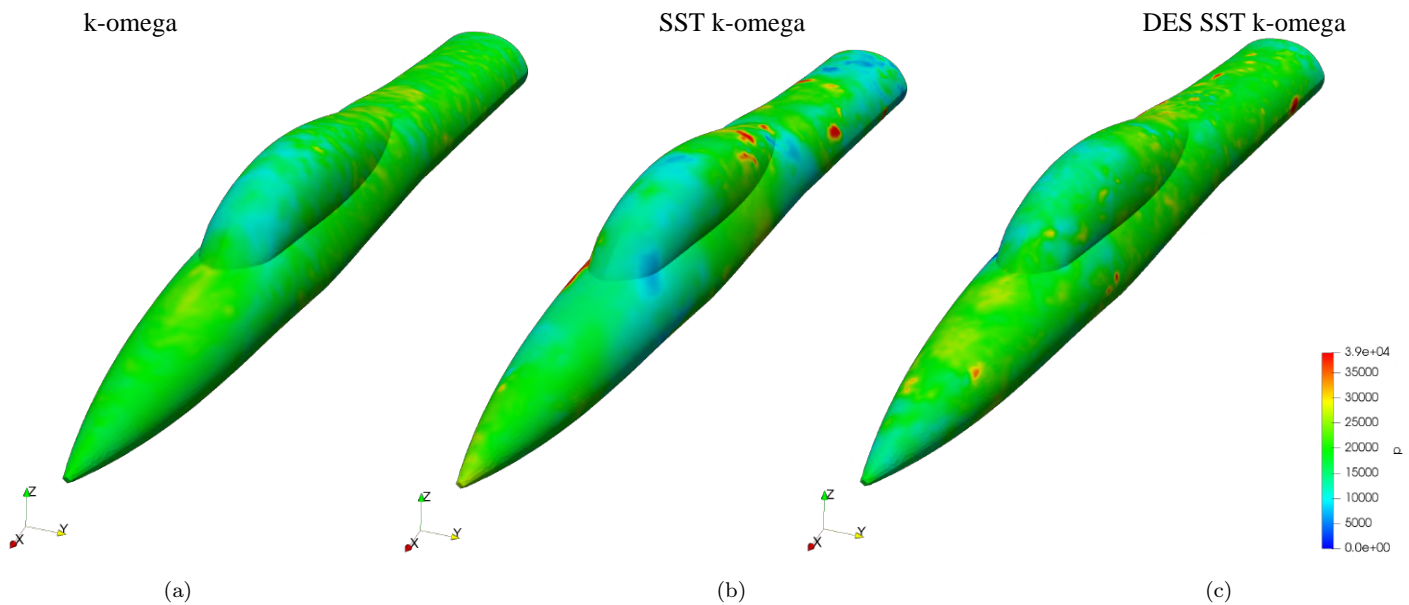 k-omega
SST k-omega
DES SST k-omega
Z
Y
X
Z
Y
X
Z
Y
X
3.9e+04
35000
30000
25000
20000
15000
10000
5000
0.0e+00
p
(a)
(b)
(c)